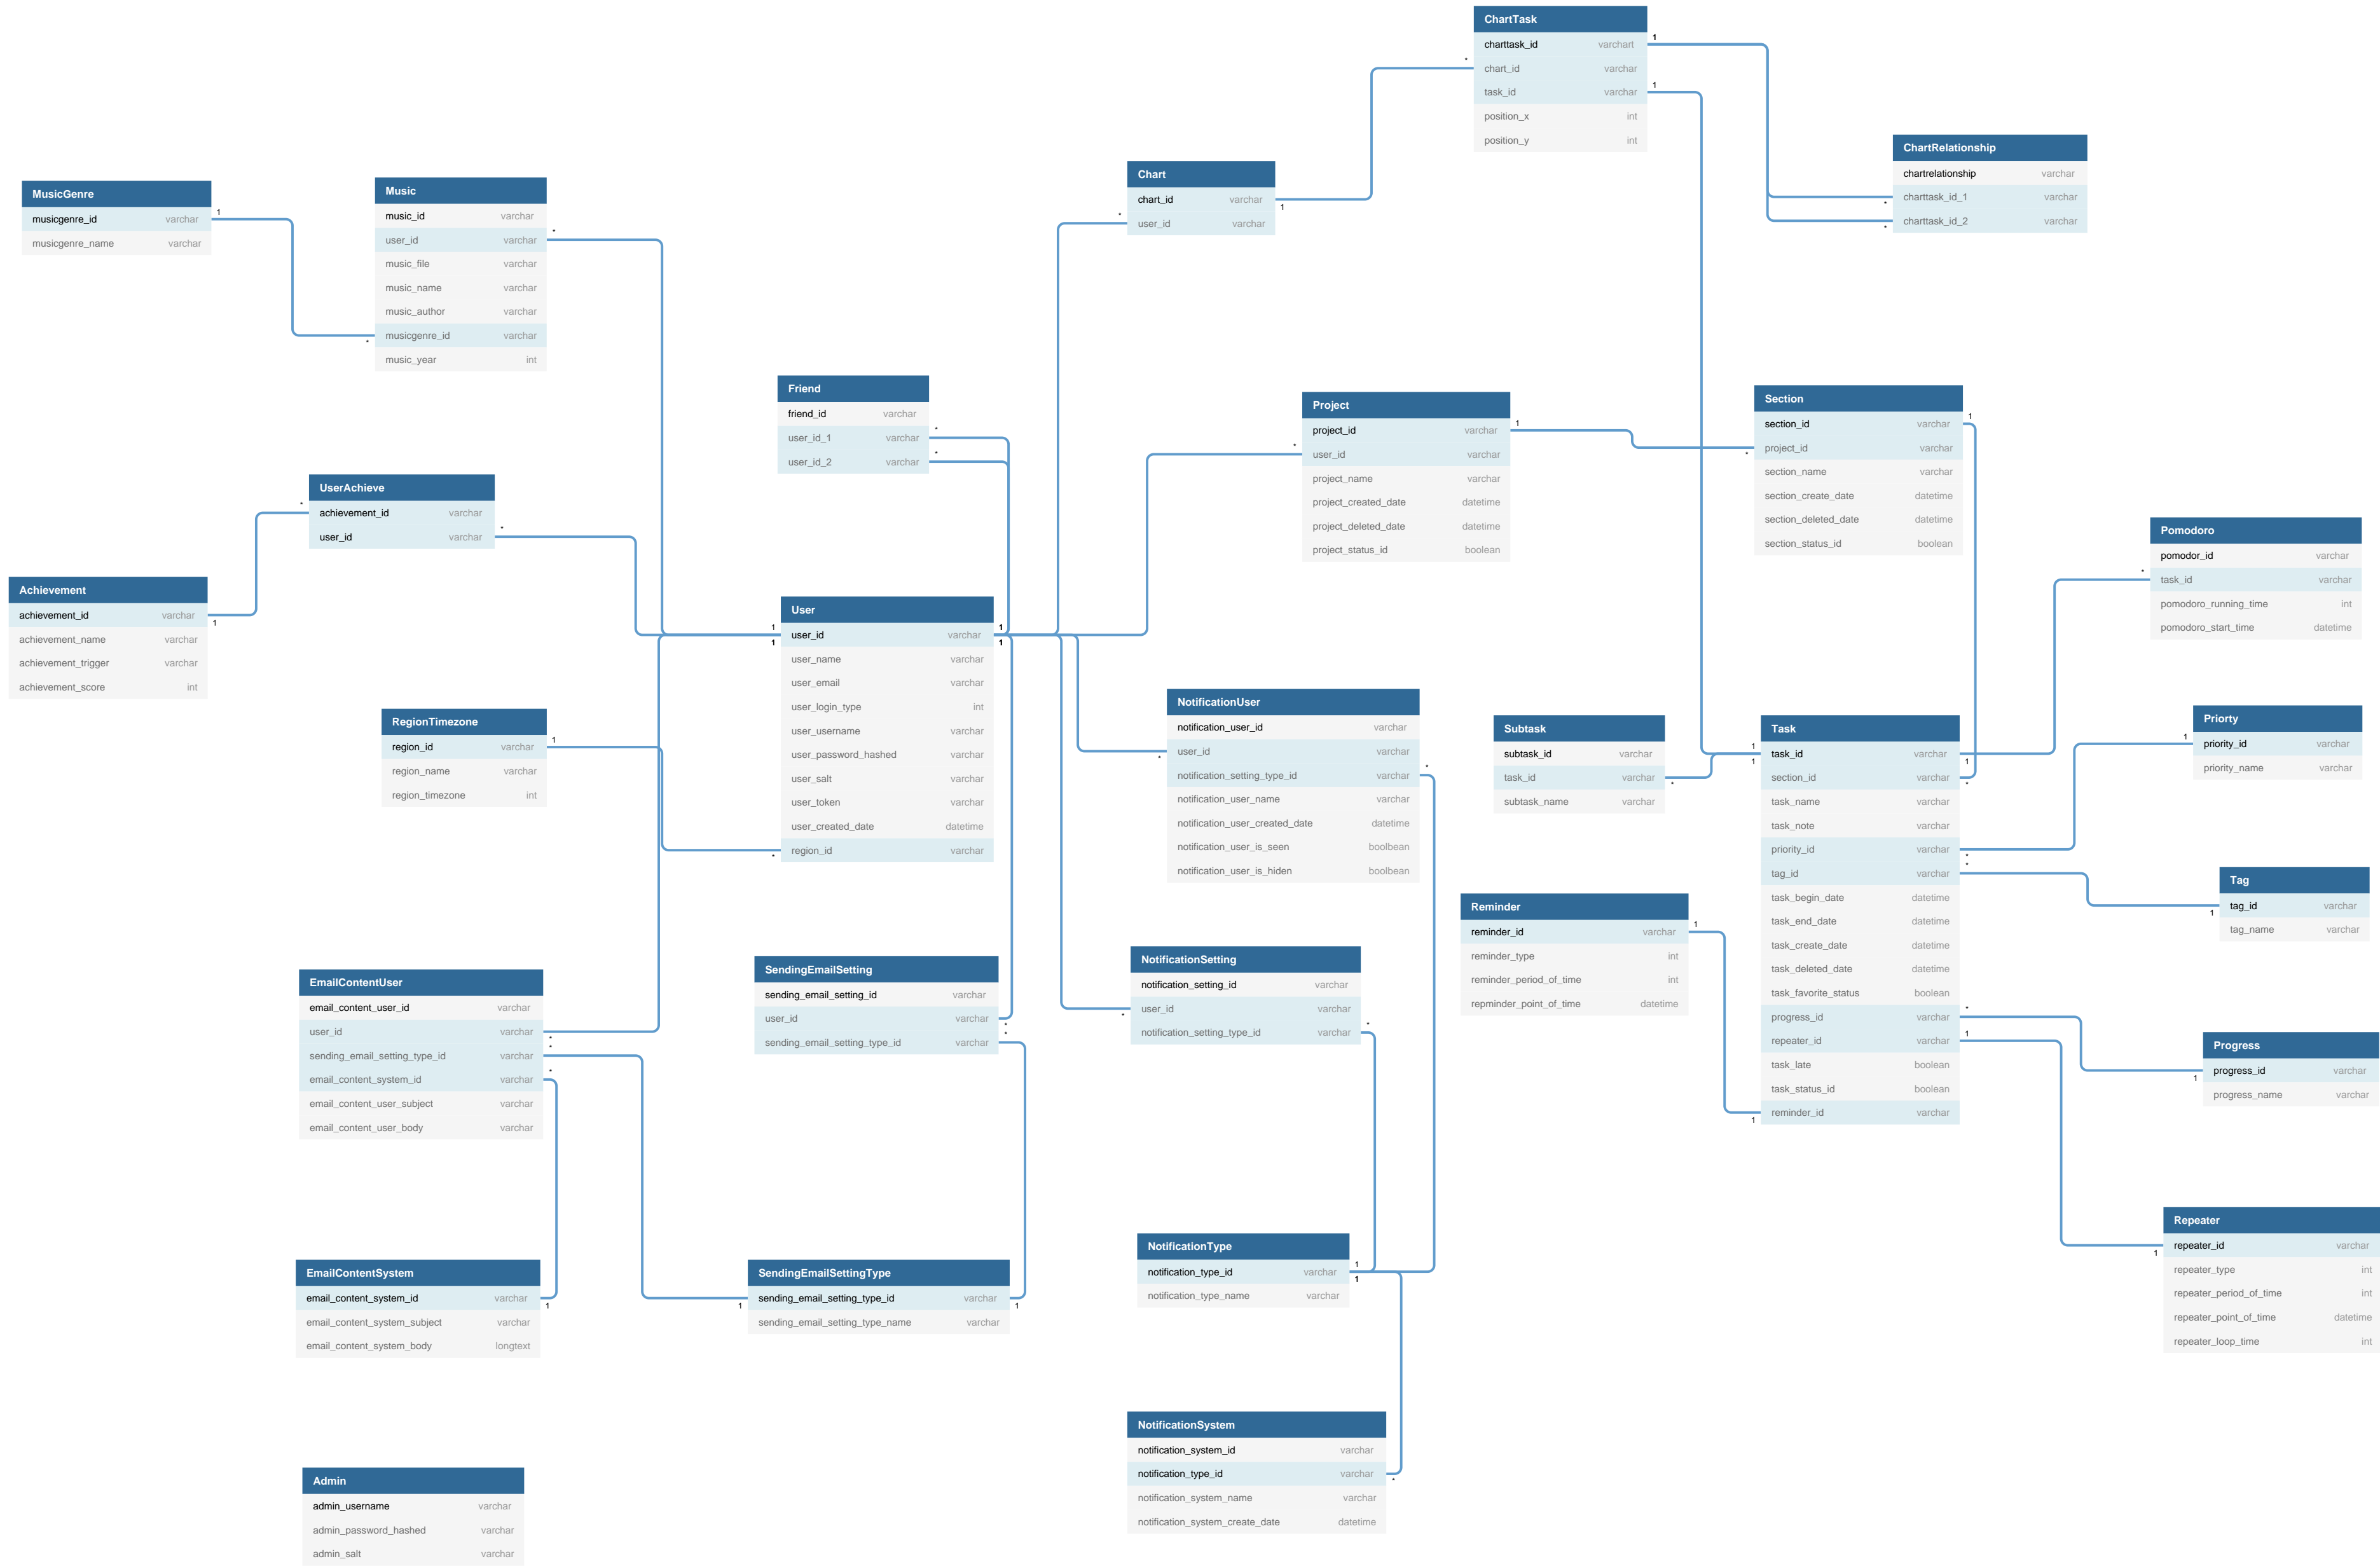 ChartTask
charttask_id varchart
chart_id varchar
task_id varchar
position_x int
position_y int
ChartRelationship
chartrelationship varchar
charttask_id_1 varchar
charttask_id_2 varchar
Chart
chart_id varchar
user_id varchar
MusicGenre
musicgenre_id varchar
musicgenre_name varchar
Music
music_id varchar
user_id varchar
music_file varchar
music_name varchar
music_author varchar
musicgenre_id varchar
music_year int
Friend
friend_id varchar
user_id_1 varchar
user_id_2 varchar
Project
project_id varchar
user_id varchar
project_name varchar
project_created_date datetime
project_deleted_date datetime
project_status_id boolean
Section
section_id varchar
project_id varchar
section_name varchar
section_create_date datetime
section_deleted_date datetime
section_status_id boolean
UserAchieve
achievement_id varchar
user_id varchar
Pomodoro
pomodor_id varchar
task_id varchar
pomodoro_running_time int
pomodoro_start_time datetime
Achievement
achievement_id varchar
achievement_name varchar
achievement_trigger varchar
achievement_score int
User
user_id varchar
user_name varchar
user_email varchar
user_login_type int
user_username varchar
user_password_hashed varchar
user_salt varchar
user_token varchar
user_created_date datetime
region_id varchar
RegionTimezone
region_id varchar
region_name varchar
region_timezone int
NotificationUser
notification_user_id varchar
user_id varchar
notification_setting_type_id varchar
notification_user_name varchar
notification_user_created_date datetime
notification_user_is_seen boolbean
notification_user_is_hiden boolbean
Subtask
subtask_id varchar
task_id varchar
subtask_name varchar
Task
task_id varchar
section_id varchar
task_name varchar
task_note varchar
priority_id varchar
tag_id varchar
task_begin_date datetime
task_end_date datetime
task_create_date datetime
task_deleted_date datetime
task_favorite_status boolean
progress_id varchar
repeater_id varchar
task_late boolean
task_status_id boolean
reminder_id varchar
Priorty
priority_id varchar
priority_name varchar
Tag
tag_id varchar
tag_name varchar
Reminder
reminder_id varchar
reminder_type int
reminder_period_of_time int
repminder_point_of_time datetime
EmailContentUser
email_content_user_id varchar
user_id varchar
sending_email_setting_type_id varchar
email_content_system_id varchar
email_content_user_subject varchar
email_content_user_body varchar
SendingEmailSetting
sending_email_setting_id varchar
user_id varchar
sending_email_setting_type_id varchar
NotificationSetting
notification_setting_id varchar
user_id varchar
notification_setting_type_id varchar
Progress
progress_id varchar
progress_name varchar
Repeater
repeater_id varchar
repeater_type int
repeater_period_of_time int
repeater_point_of_time datetime
repeater_loop_time int
NotificationType
notification_type_id varchar
notification_type_name varchar
EmailContentSystem
email_content_system_id varchar
email_content_system_subject varchar
email_content_system_body longtext
SendingEmailSettingType
sending_email_setting_type_id varchar
sending_email_setting_type_name varchar
NotificationSystem
notification_system_id varchar
notification_type_id varchar
notification_system_name varchar
notification_system_create_date datetime
Admin
admin_username varchar
admin_password_hashed varchar
admin_salt varchar